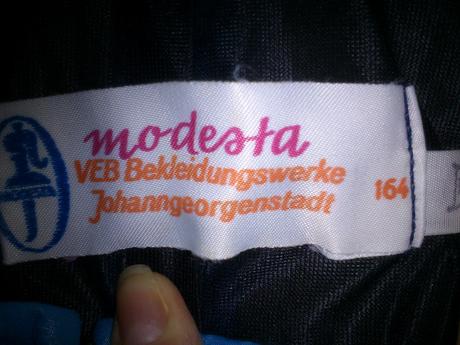 modesta
VEB Bekleidungswerke
Johanngeorgenstadt
164
J